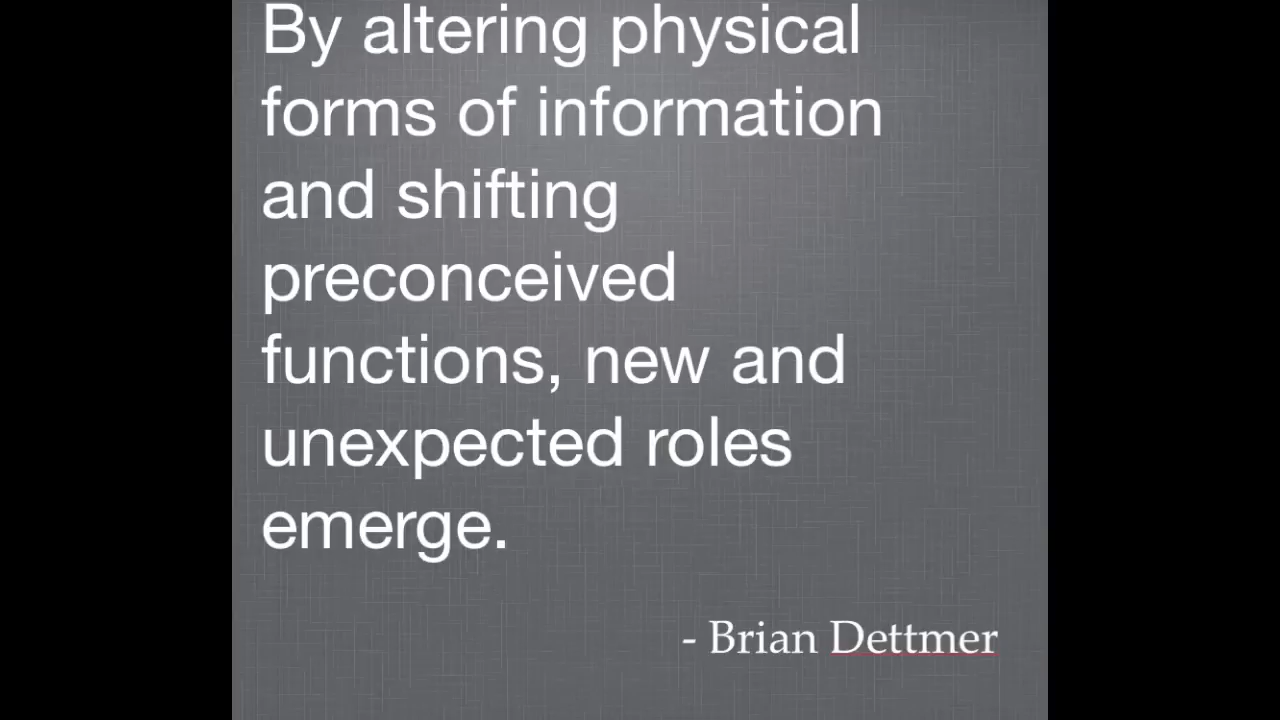 By altering physical
forms of information
and shifting
preconceived
functions, new and
unexpected roles
emerge.
- Brian Dettmer